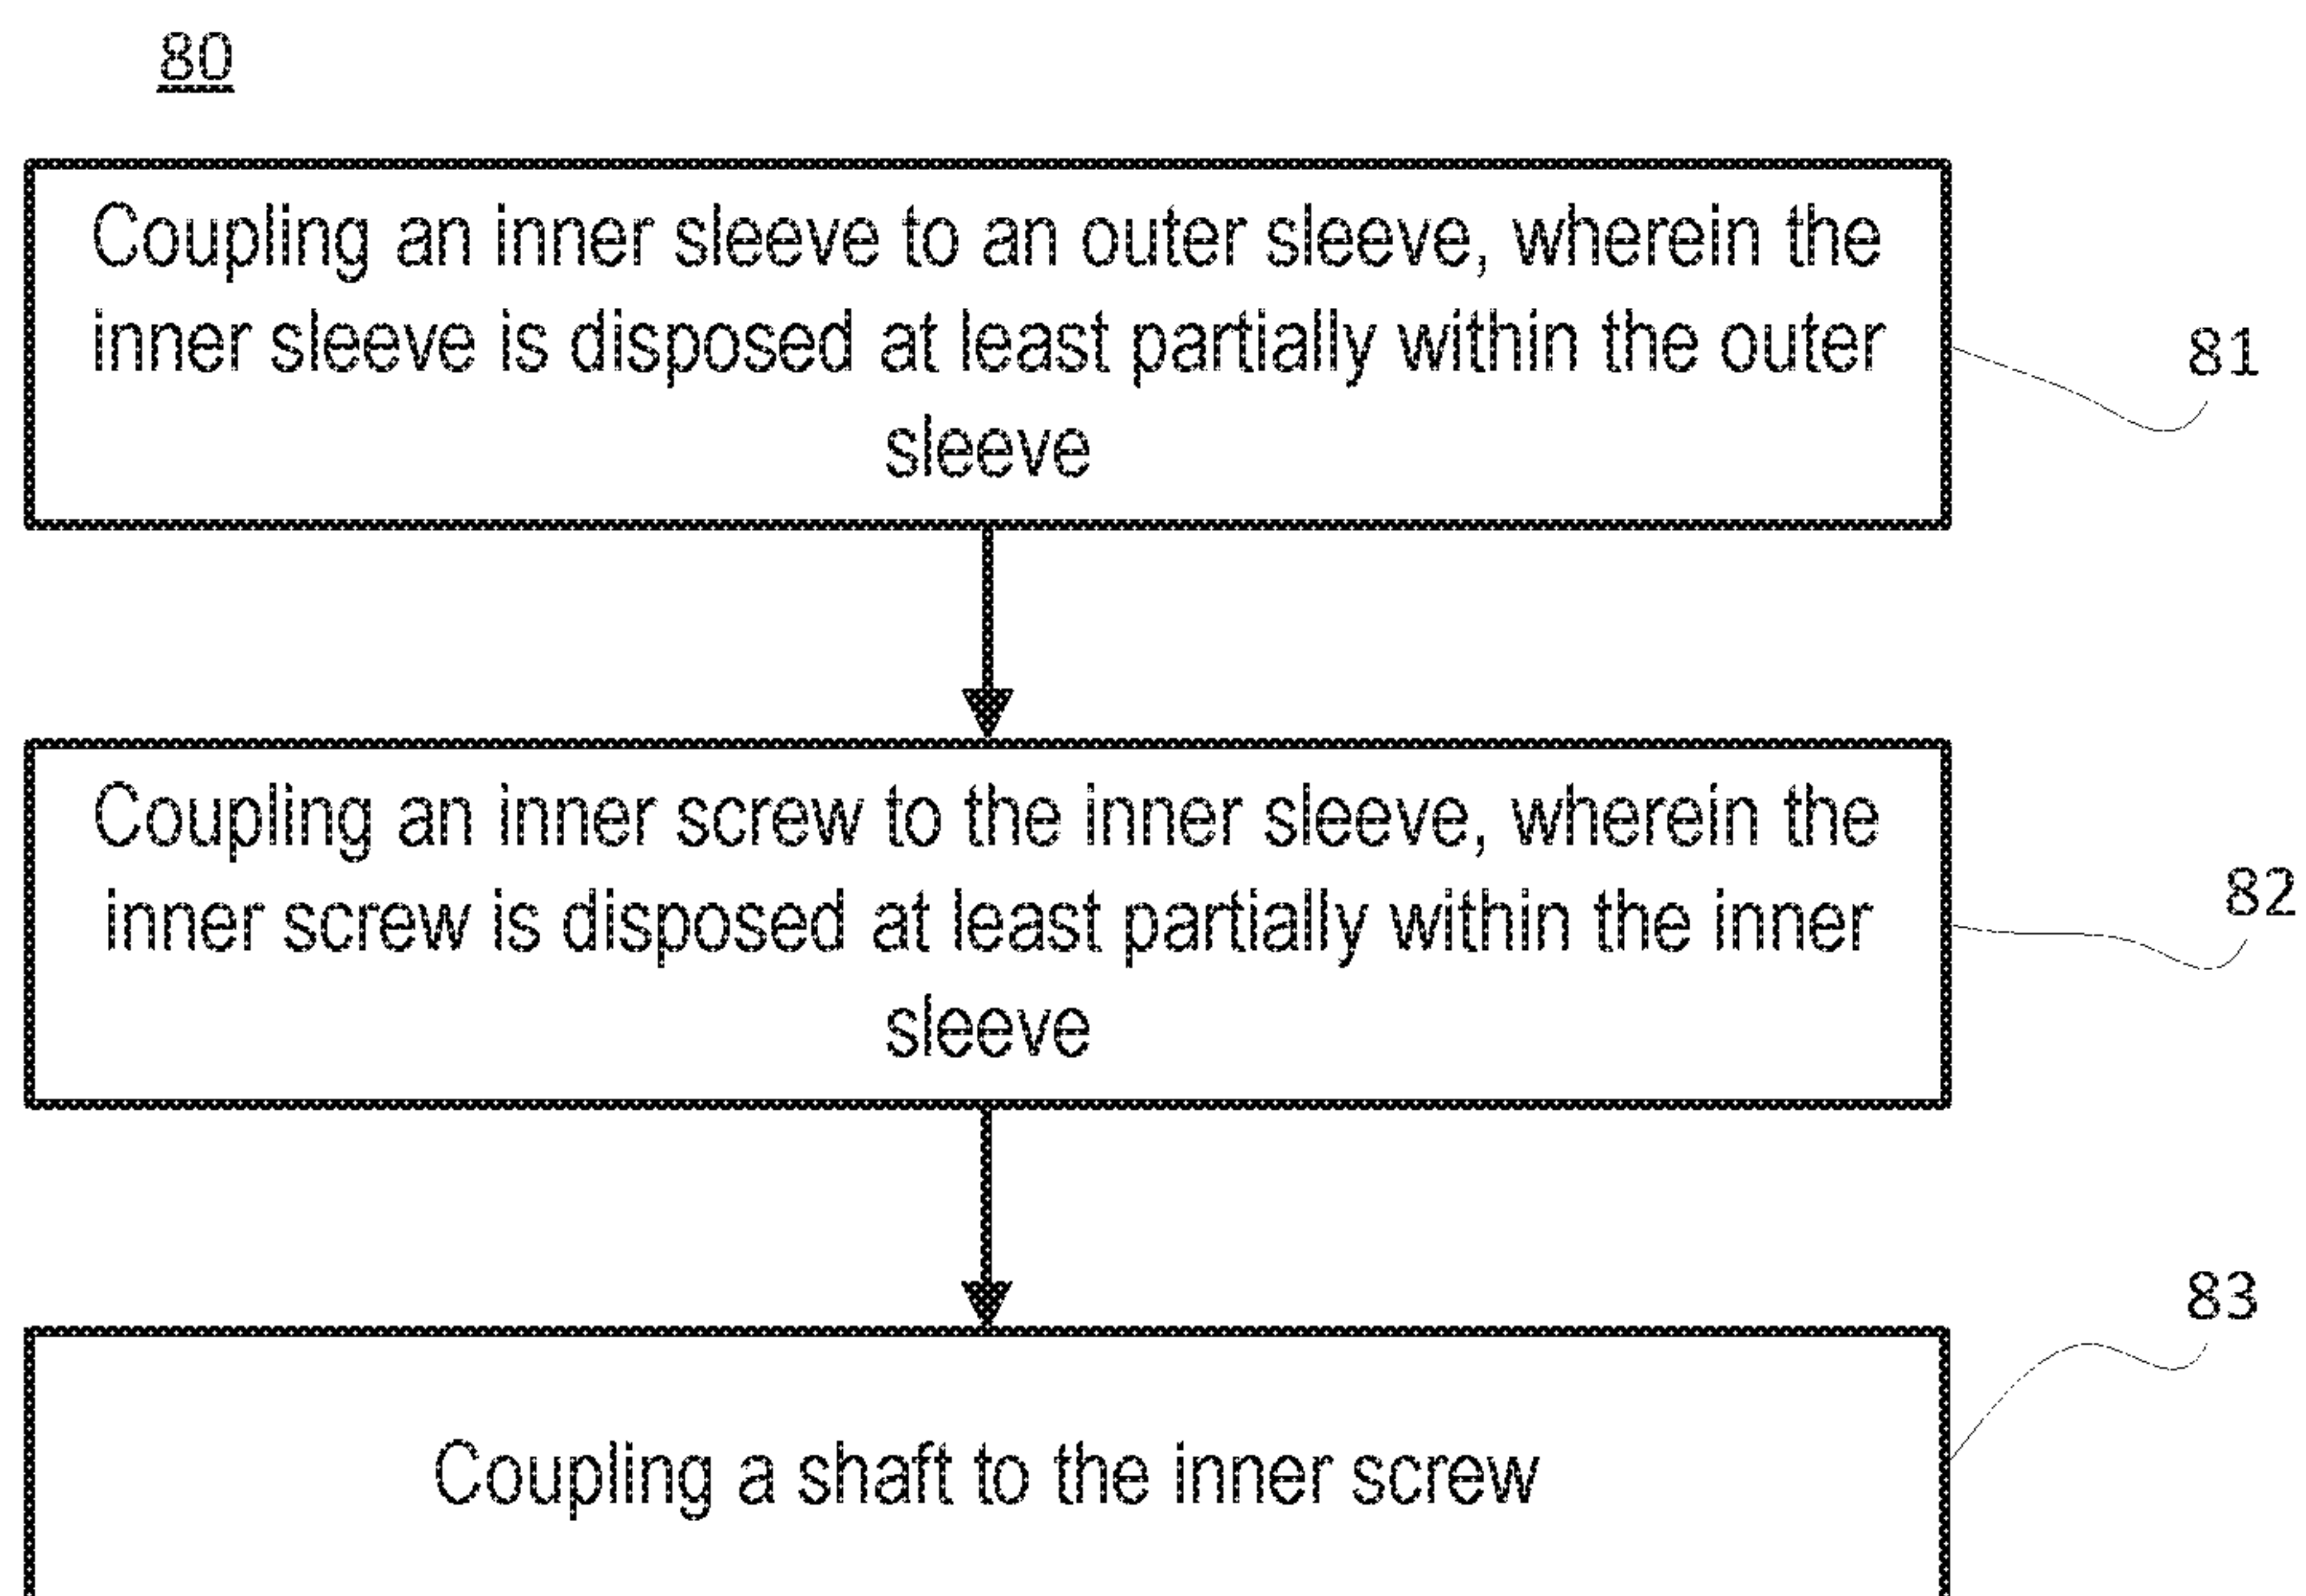 80
Coupling an inner sleeve to an outer sleeve, wherein the
inner sleeve is disposed at least partially within the outer
sleeve
81
Coupling an inner screw to the inner sleeve, wherein the
inner screw is disposed at least partially within the inner
sleeve
82
83
Coupling a shaft to the inner screw